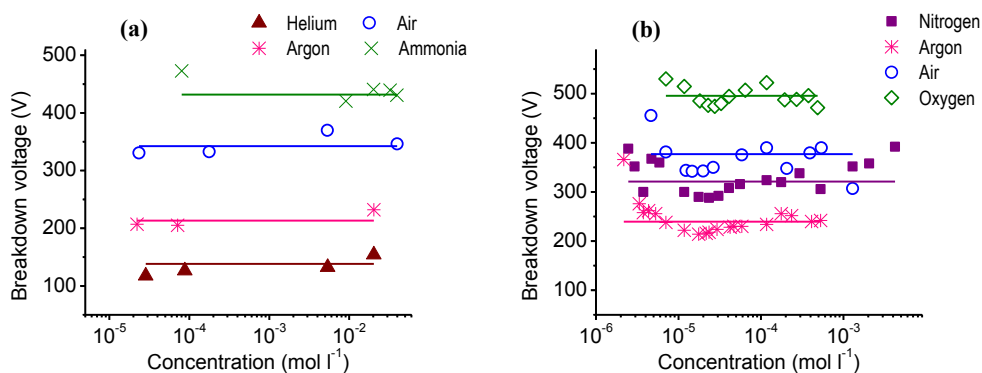 (a)
Helium
Air
Argon
Ammonia
500
400
300
200
100
Breakdown voltage (V)
10⁻⁵
10⁻⁴
10⁻³
10⁻²
Concentration (mol l⁻¹)
(b)
Nitrogen
Argon
Air
Oxygen
500
400
300
200
100
Breakdown voltage (V)
10⁻⁶
10⁻⁵
10⁻⁴
10⁻³
Concentration (mol l⁻¹)